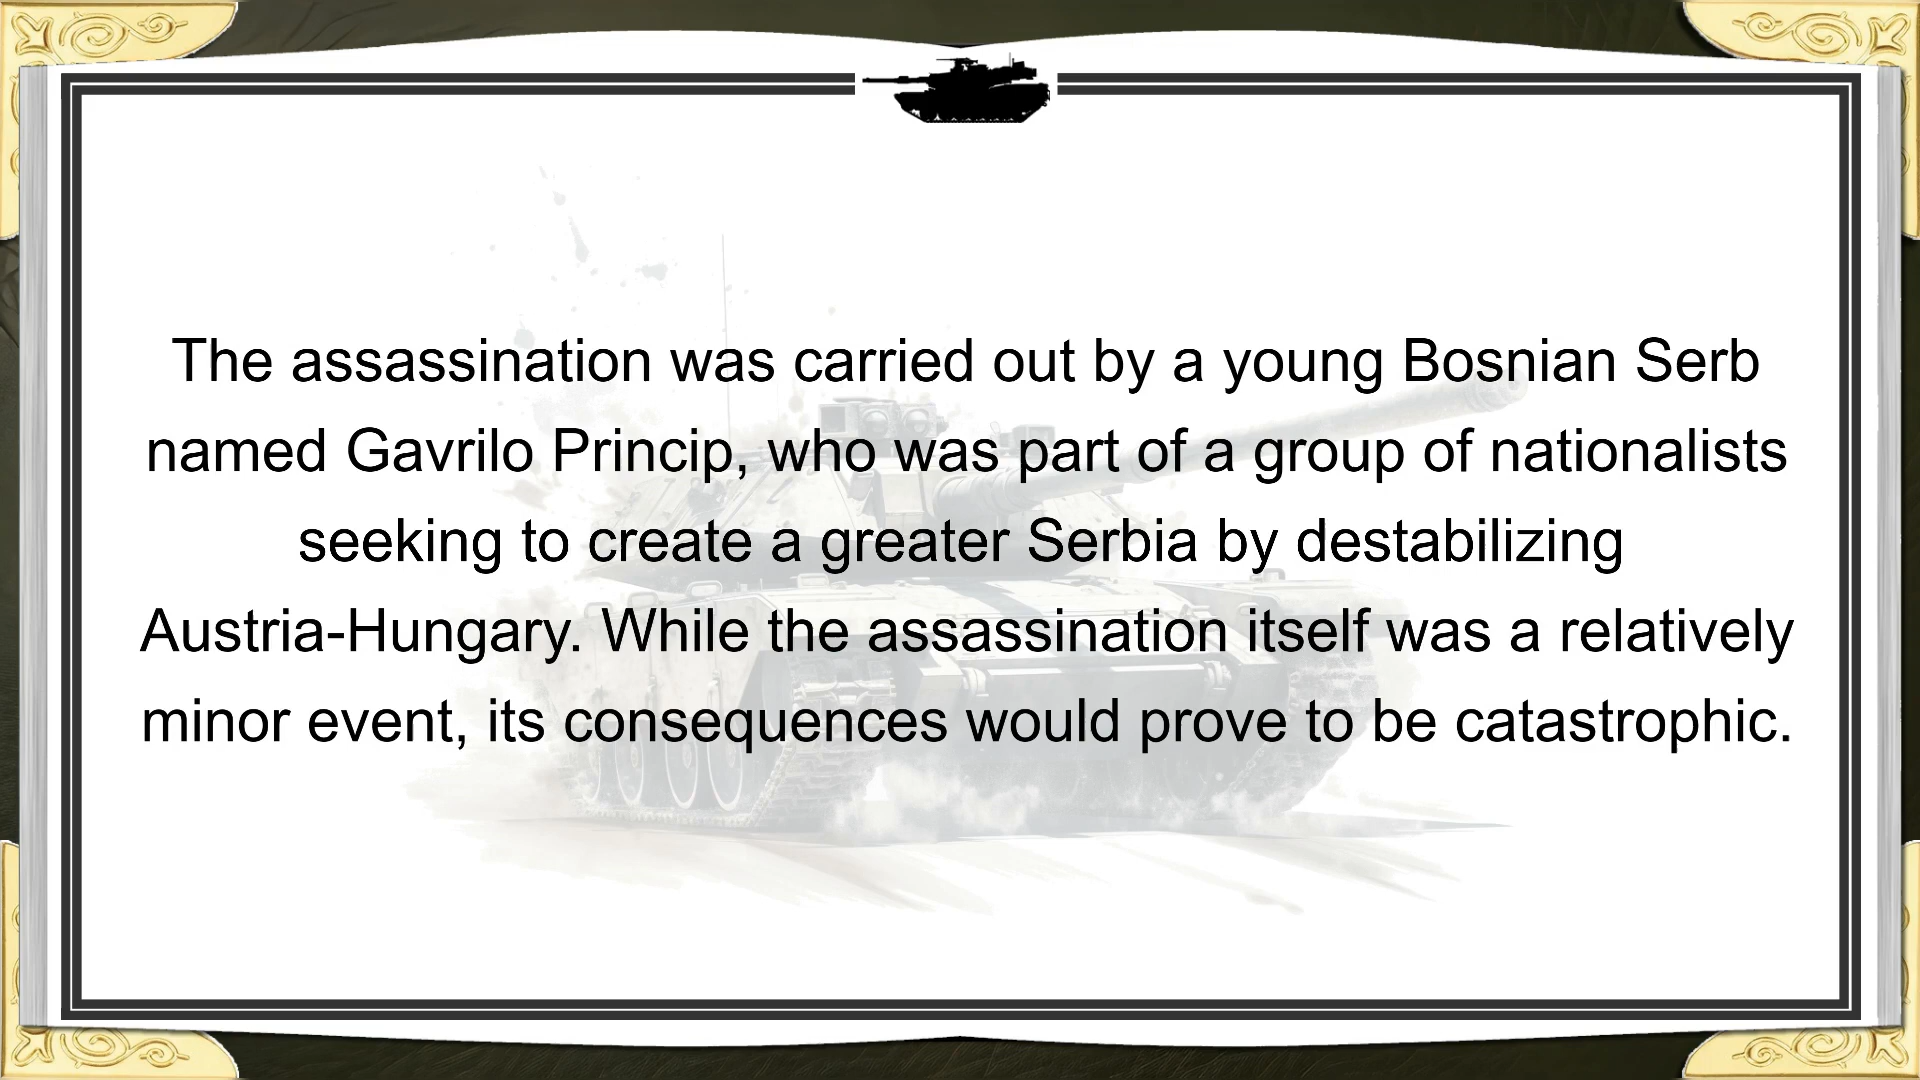 The assassination was carried out by a young Bosnian Serb
named Gavrilo Princip, who was part of a group of nationalists
seeking to create a greater Serbia by destabilizing
Austria-Hungary. While the assassination itself was a relatively
minor event, its consequences would prove to be catastrophic.